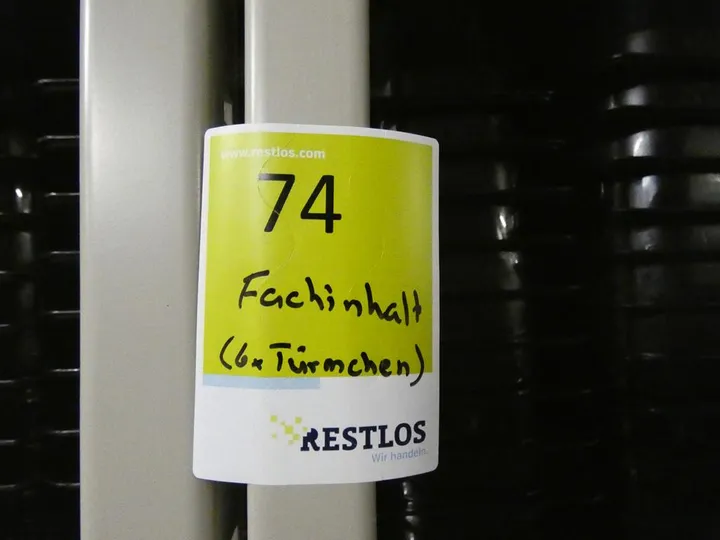 www.restlos.com
74
Fachinhalt
(6x Türmchen)
RESTLOS
Wir handeln.